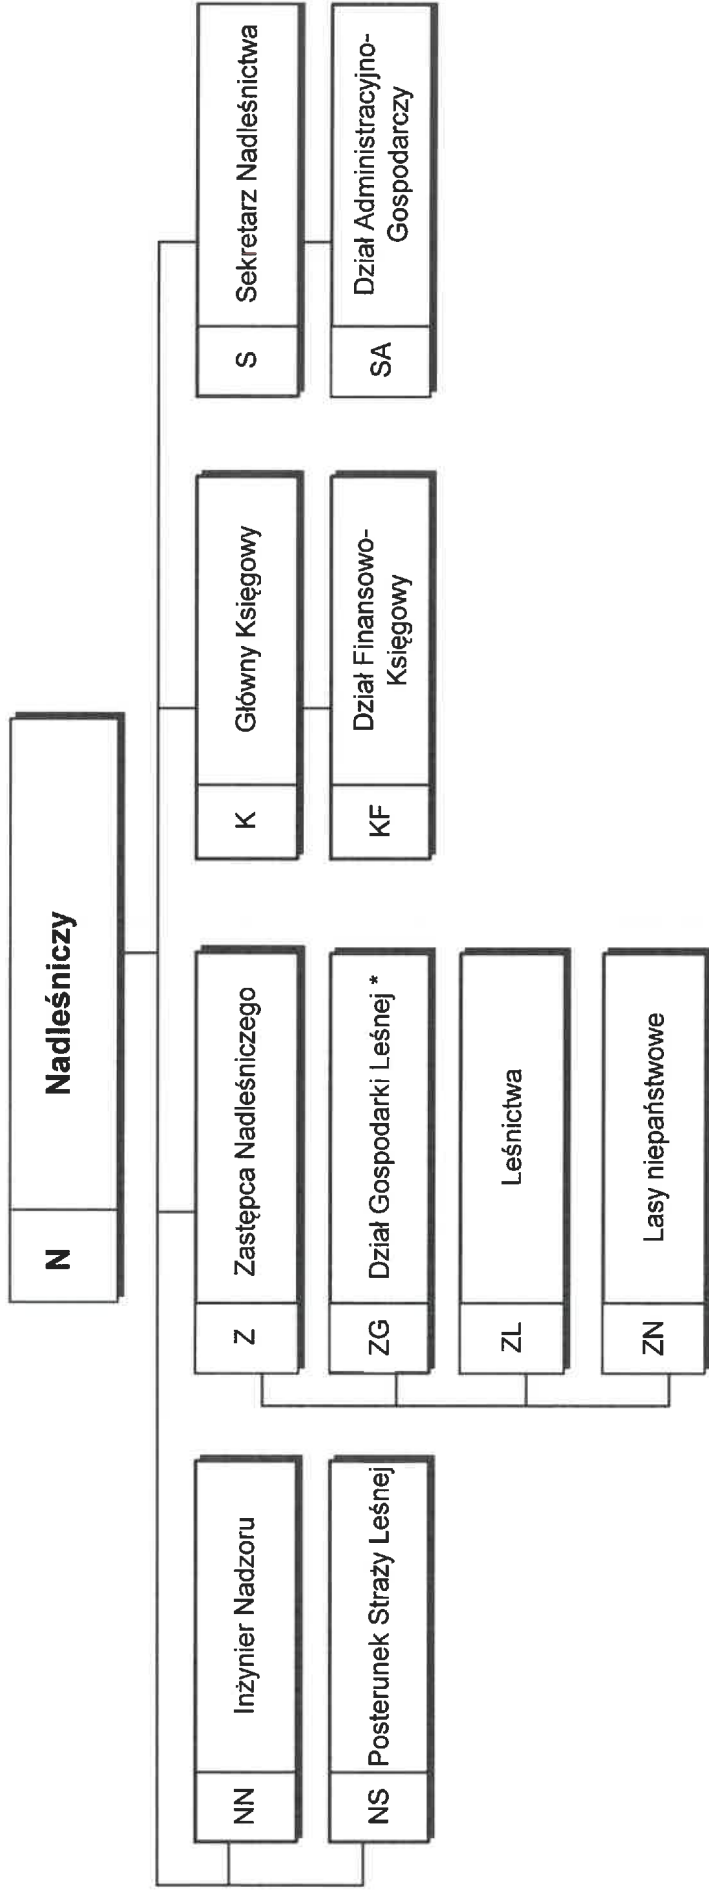 N Nadleśniczy
NN Inżynier Nadzoru
NS Posterunek Straży Leśnej
Z Zastępca Nadleśniczego
ZG Dział Gospodarki Leśnej *
ZL Leśnictwa
ZN Lasy niepaństwowe
K Główny Księgowy
KF Dział Finansowo-
Księgowy
S Sekretarz Nadleśnictwa
SA Dział Administracyjno-
Gospodarczy